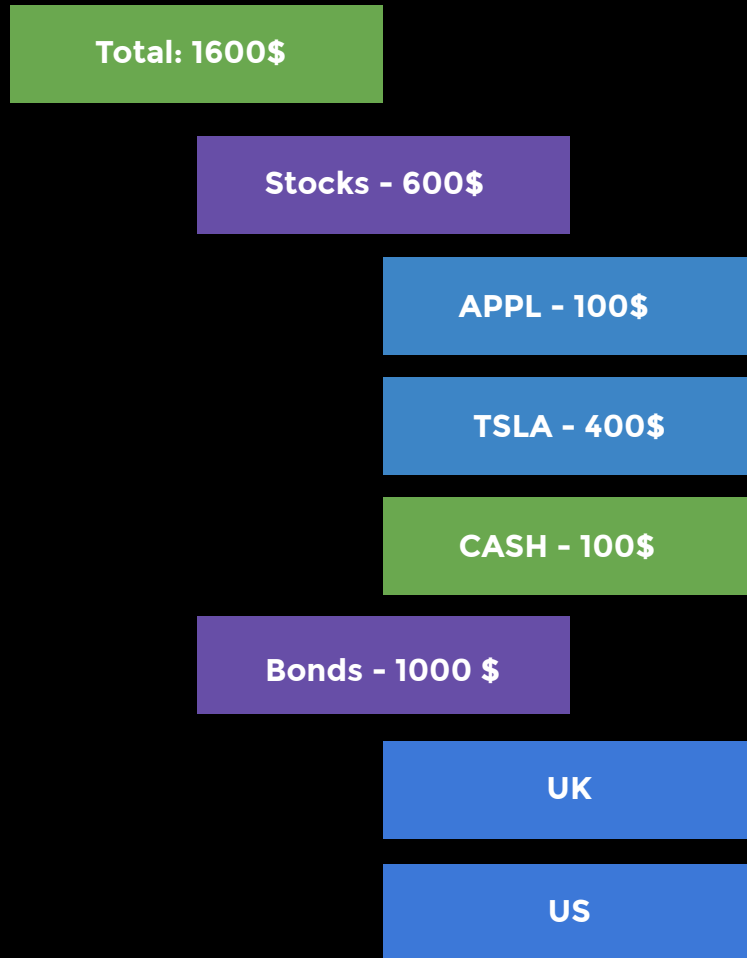 Total: 1600$
Stocks - 600$
APPL - 100$
TSLA - 400$
CASH - 100$
Bonds - 1000 $
UK
US